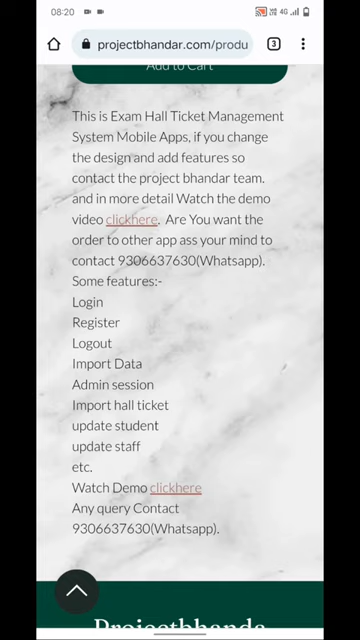 08:20
4G
projectbhandar.com/produ
3
Add to Cart
This is Exam Hall Ticket Management
System Mobile Apps, if you change
the design and add features so
contact the project bhandar team.
and in more detail Watch the demo
video clickhere. Are You want the
order to other app ass your mind to
contact 9306637630(Whatsapp).
Some features:-
Login
Register
Logout
Import Data
Admin session
Import hall ticket
update student
update staff
etc.
Watch Demo clickhere
Any query Contact
9306637630(Whatsapp).
Projectbhanda